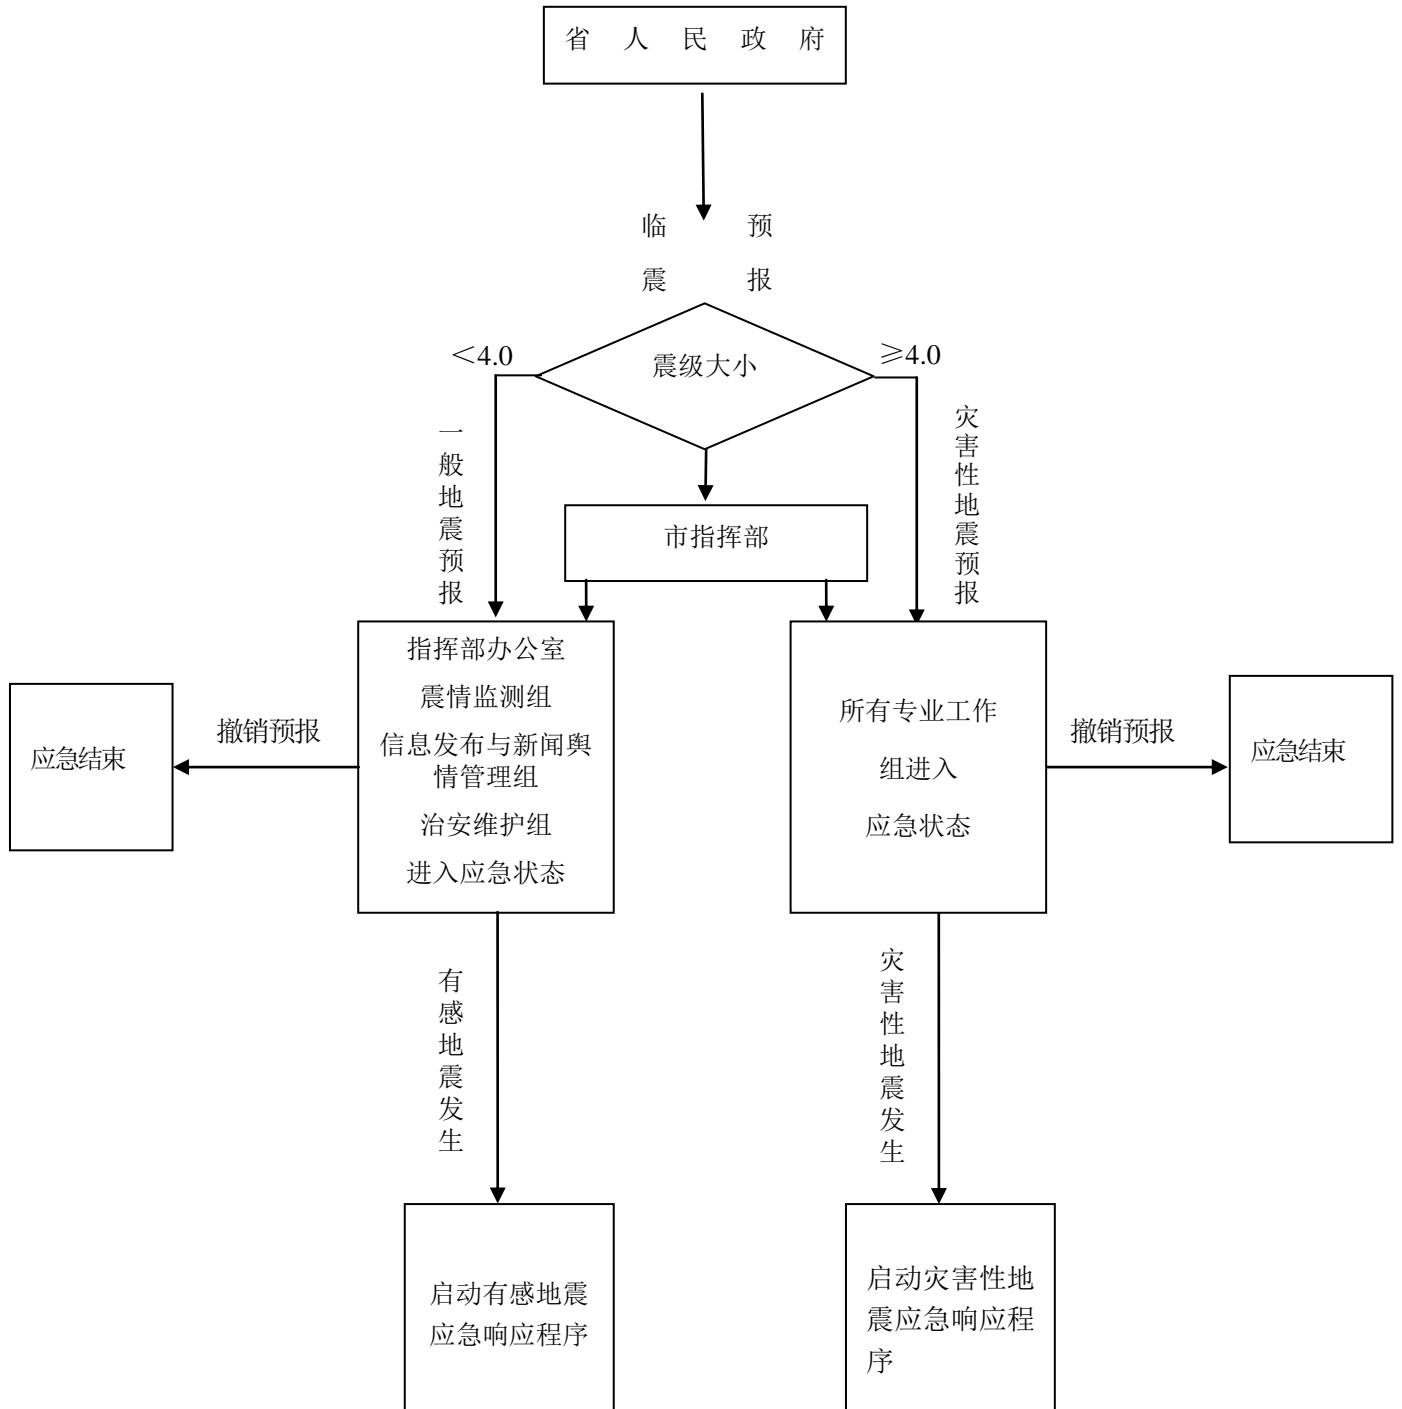 省人民政府
临震
预报
<4.0
震级大小
≥4.0
一般地震预报
灾害性地震预报
市指挥部
指挥部办公室
震情监测组
信息发布与新闻舆
情管理组
治安维护组
进入应急状态
所有专业工作
组进入
应急状态
撤销预报
应急结束
撤销预报
应急结束
有感地震发生
灾害性地震发生
启动有感地震
应急响应程序
启动灾害性地
震应急响应程
序